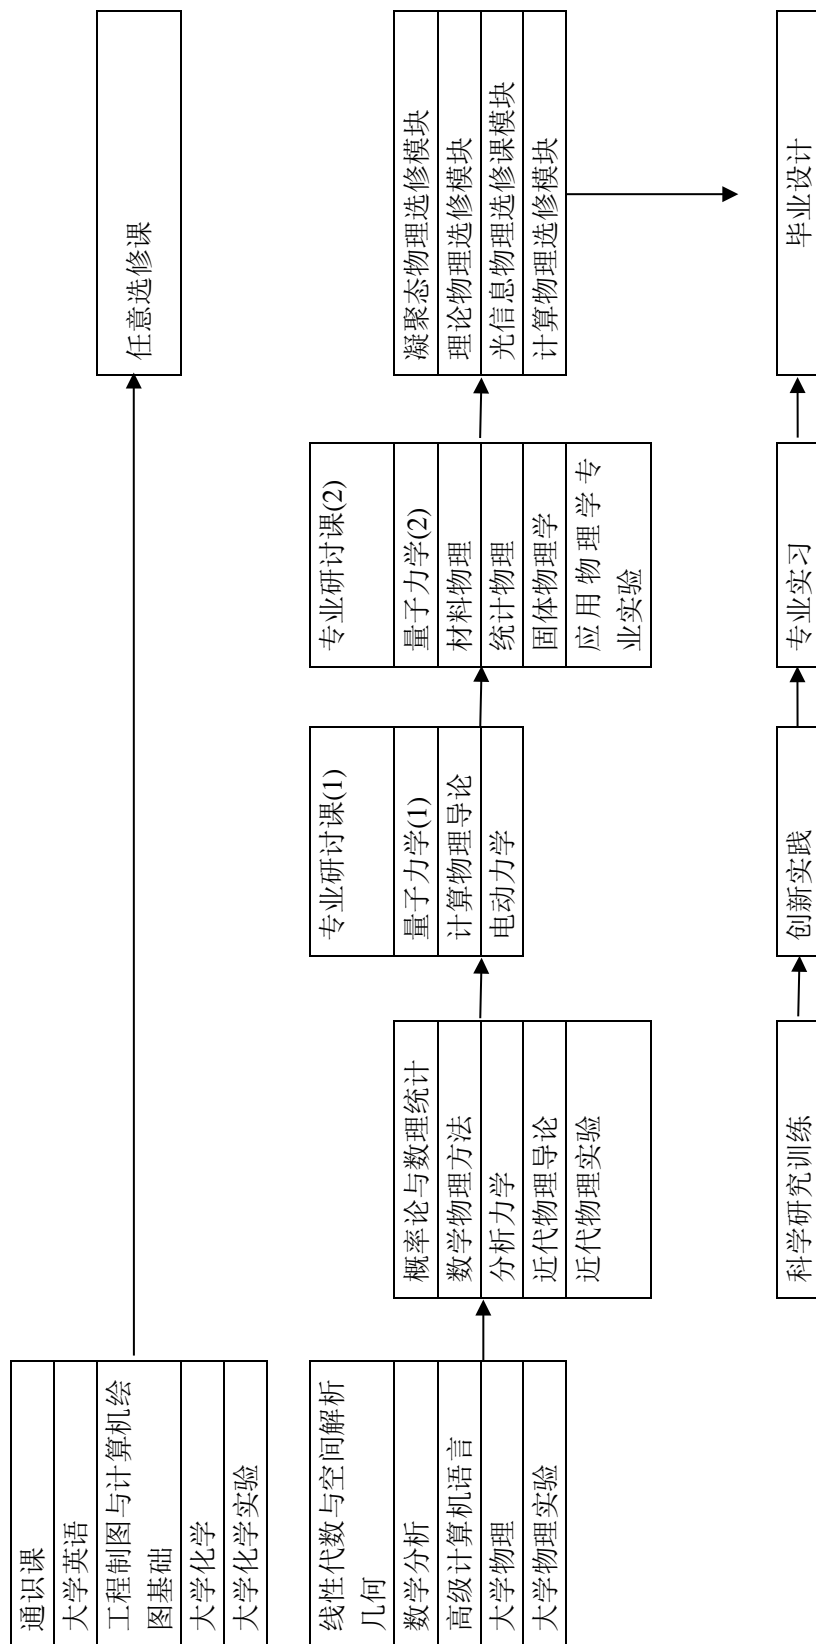 通识课
大学英语
工程制图与计算机绘
图基础
大学化学
大学化学实验
任意选修课
线性代数与空间解析
几何
数学分析
高级计算机语言
大学物理
大学物理实验
概率论与数理统计
数学物理方法
分析力学
近代物理导论
近代物理实验
专业研讨课(1)
量子力学(1)
计算物理导论
电动力学
专业研讨课(2)
量子力学(2)
材料物理
统计物理
固体物理学
应用物理学专
业实验
凝聚态物理选修模块
理论物理选修模块
光信息物理选修课模块
计算物理选修模块
科学研究训练
创新实践
专业实习
毕业设计